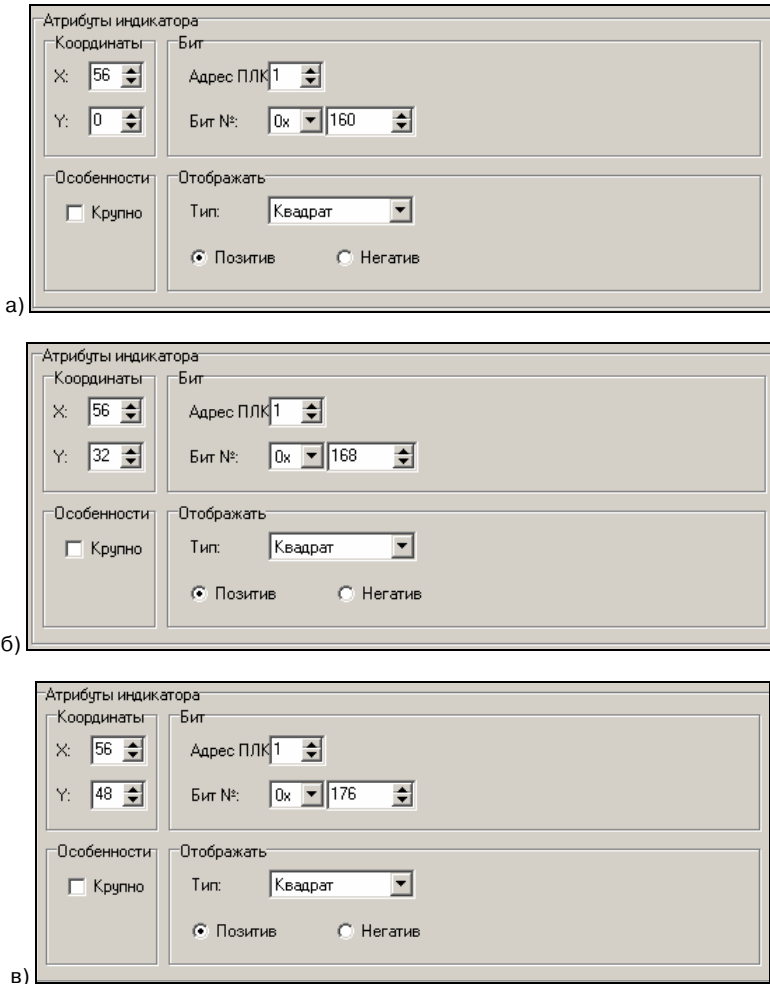 Атрибуты индикатора
Координаты Бит
X: 56 Адрес ПЛК 1
Y: 0 Бит №: 0x 160
Особенности Отображать
Крупно Тип: Квадрат
Позитив Негатив
а)
Атрибуты индикатора
Координаты Бит
X: 56 Адрес ПЛК 1
Y: 32 Бит №: 0x 168
Особенности Отображать
Крупно Тип: Квадрат
Позитив Негатив
б)
Атрибуты индикатора
Координаты Бит
X: 56 Адрес ПЛК 1
Y: 48 Бит №: 0x 176
Особенности Отображать
Крупно Тип: Квадрат
Позитив Негатив
в)